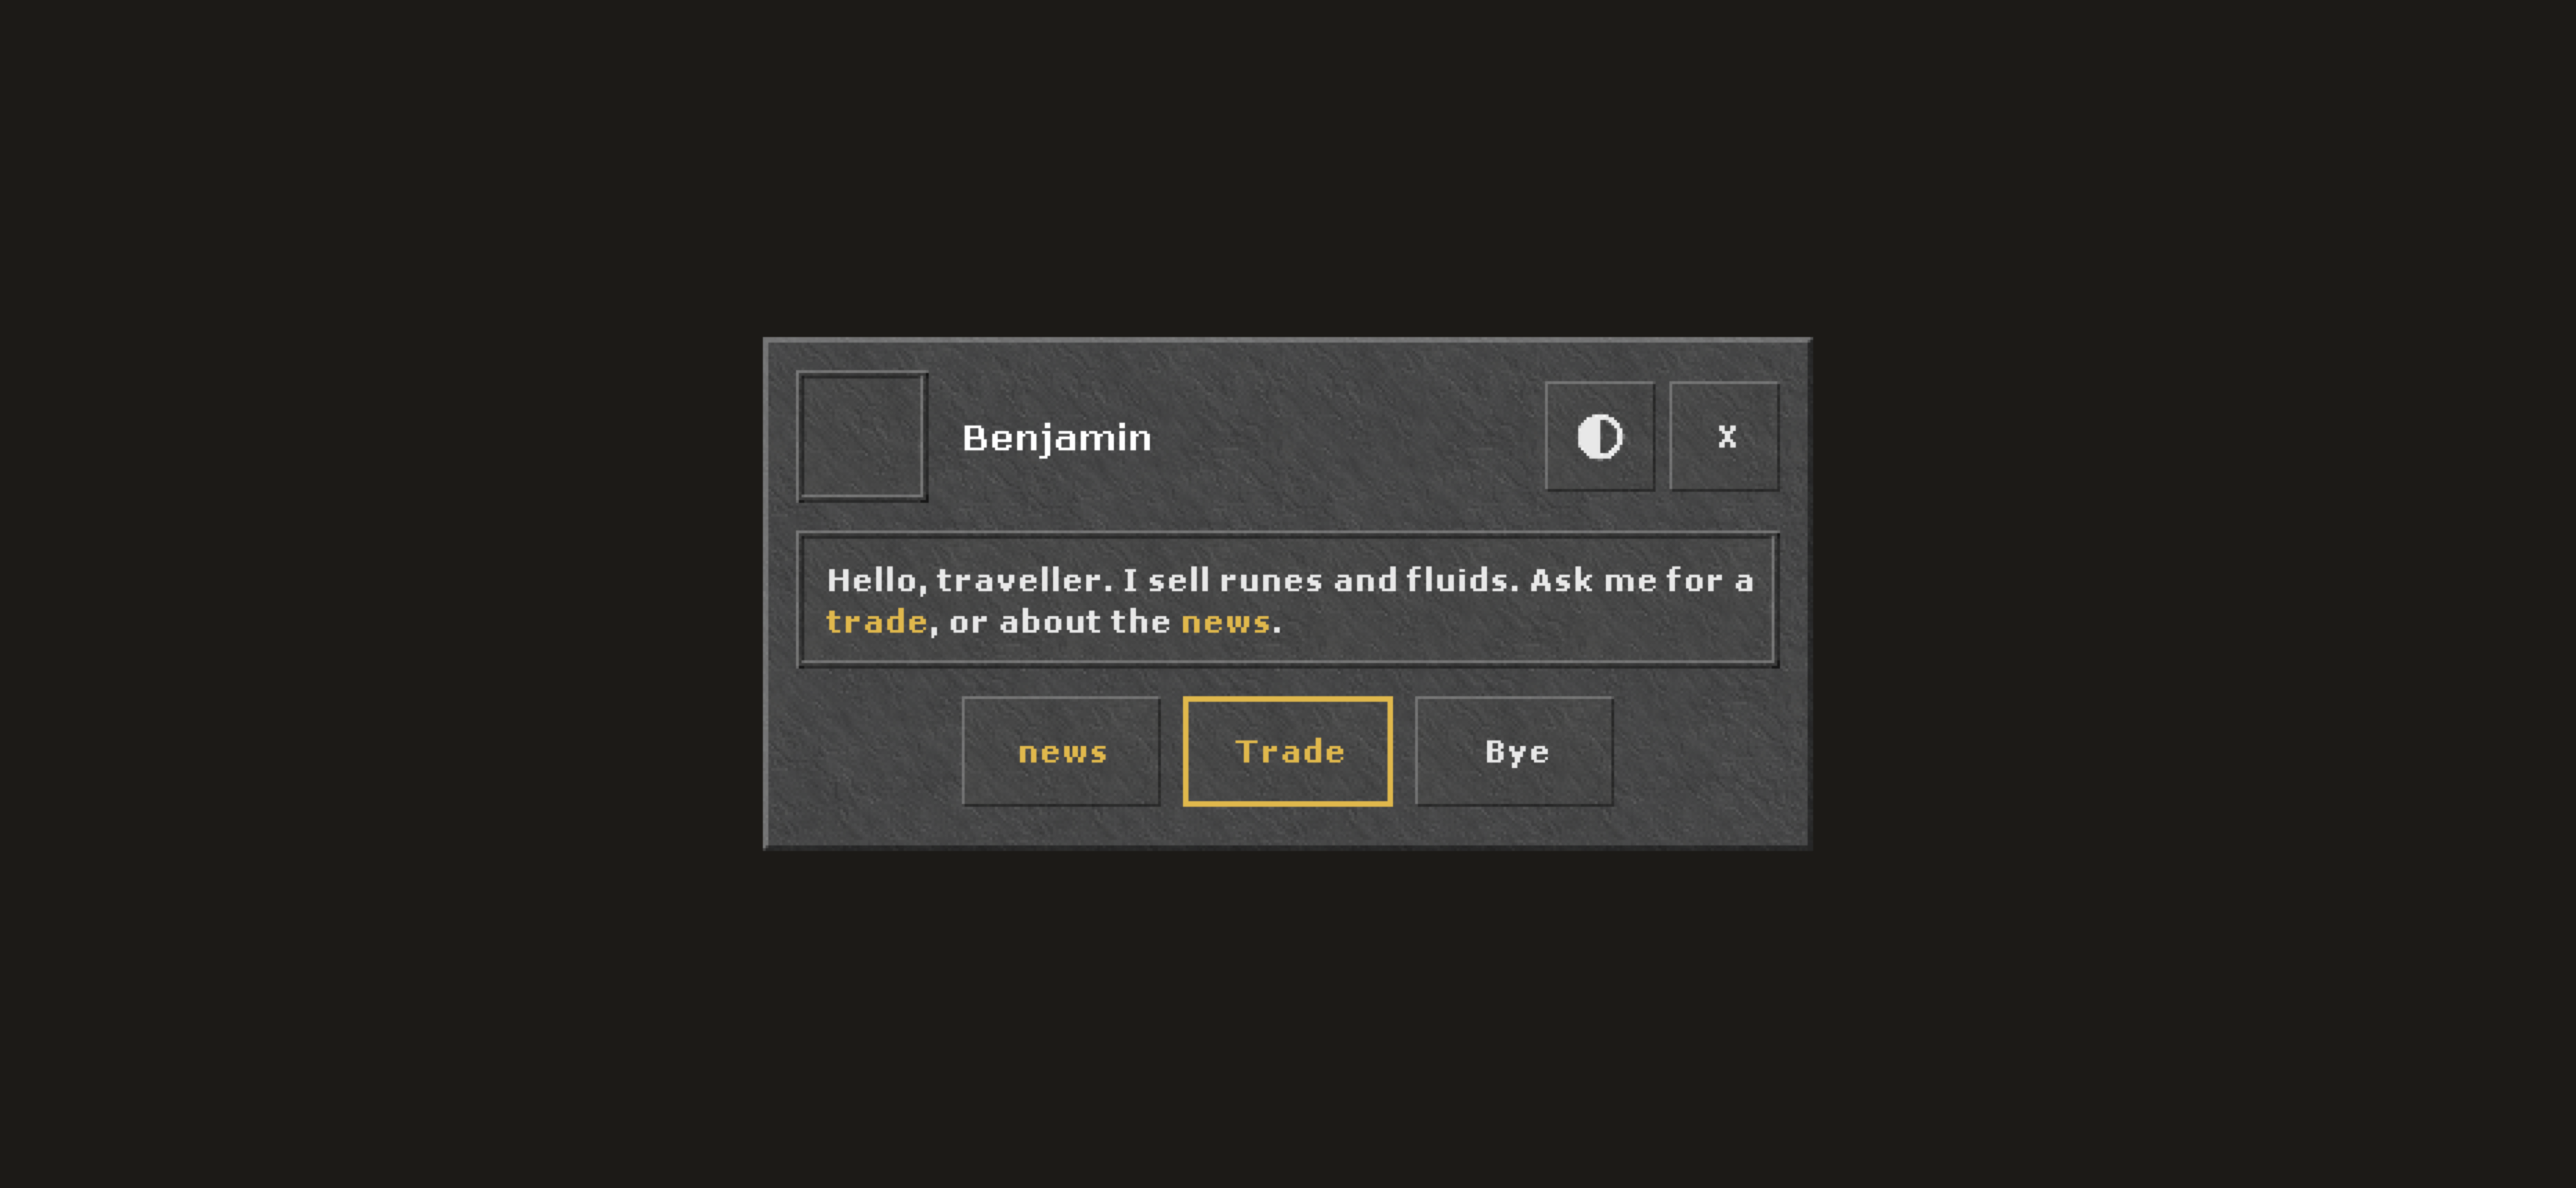 Benjamin
X
Hello, traveller. I sell runes and fluids. Ask me for a
trade, or about the news.
news
Trade
Bye